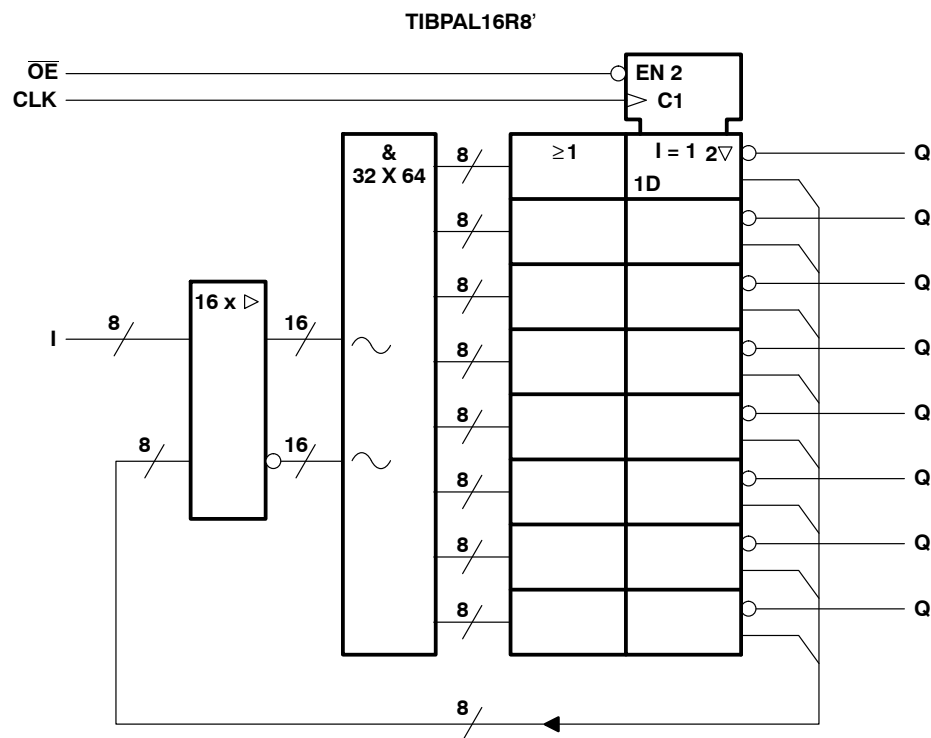 TIBPAL16R8’
OE
EN 2
CLK
C1
&
32 X 64
8
≥1
I = 1 2▽
1D
Q
8
Q
8
Q
16 x ▷
I
8
16
8
Q
8
16
8
Q
8
Q
8
Q
8
Q
8